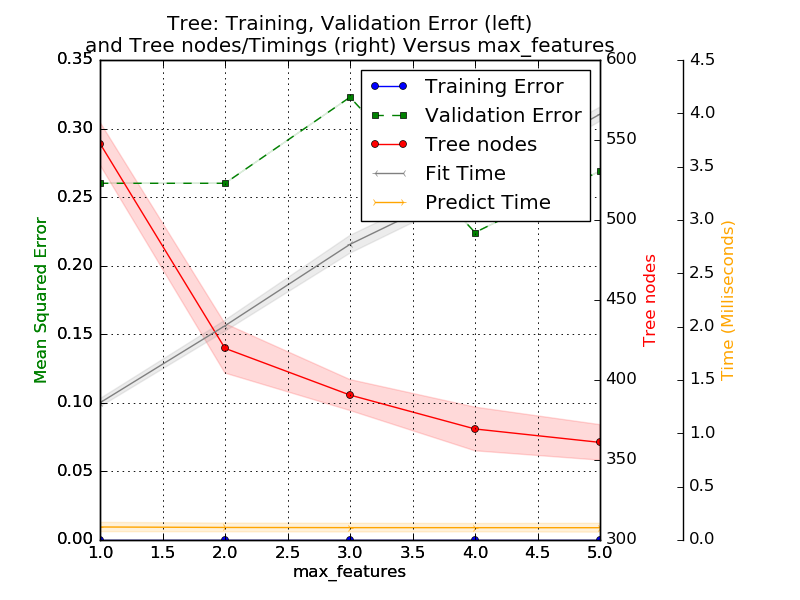 Tree: Training, Validation Error (left)
and Tree nodes/Timings (right) Versus max_features
Training Error
Validation Error
Tree nodes
Fit Time
Predict Time
Mean Squared Error
0.35
0.30
0.25
0.20
0.15
0.10
0.05
0.00
1.0 1.5 2.0 2.5 3.0 3.5 4.0 4.5 5.0
max_features
600
550
500
450
400
350
300
Tree nodes
4.5
4.0
3.5
3.0
2.5
2.0
1.5
1.0
0.5
0.0
Time (Milliseconds)